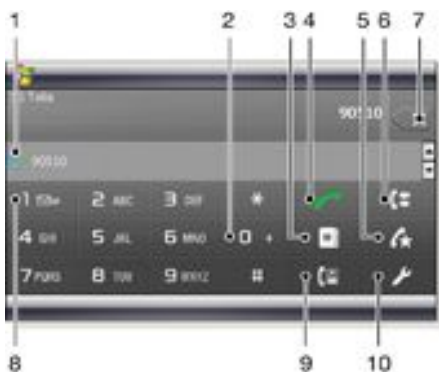 1 2 3 4 5 6 7
Telia
90510
90510
1 2 ABC 3 DEF *
4 GHI 5 JKL 6 MNO 0 +
7 PQRS 8 TUV 9 WXYZ #
8 9 10